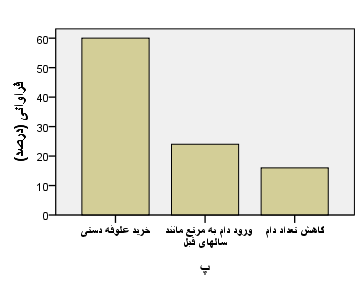 60
50
40
30
20
10
0
فراوانی (درصد)
خرید علوفه دستی
ورود دام به مرتع مانند
سالهای قبل
کاهش تعداد دام
پ